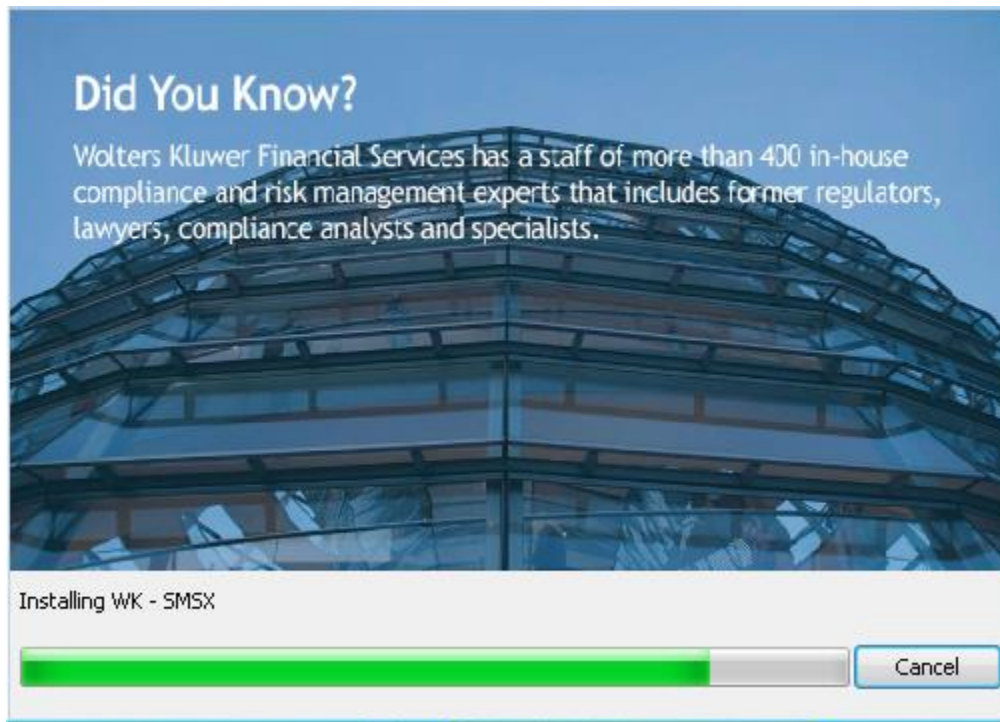 Did You Know?
Wolters Kluwer Financial Services has a staff of more than 400 in-house
compliance and risk management experts that includes former regulators,
lawyers, compliance analysts and specialists.
Installing WK - SMSX
Cancel